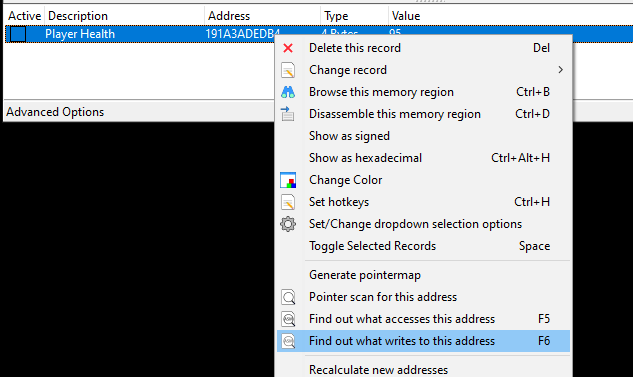 Active Description Address Type Value
Player Health 191A3ADEDB4 4 Bytes 95
Delete this record Del
Change record
Browse this memory region Ctrl+B
Disassemble this memory region Ctrl+D
Advanced Options
Show as signed
Show as hexadecimal Ctrl+Alt+H
Change Color
Set hotkeys Ctrl+H
Set/Change dropdown selection options
Toggle Selected Records Space
Generate pointermap
Pointer scan for this address
Find out what accesses this address F5
Find out what writes to this address F6
Recalculate new addresses